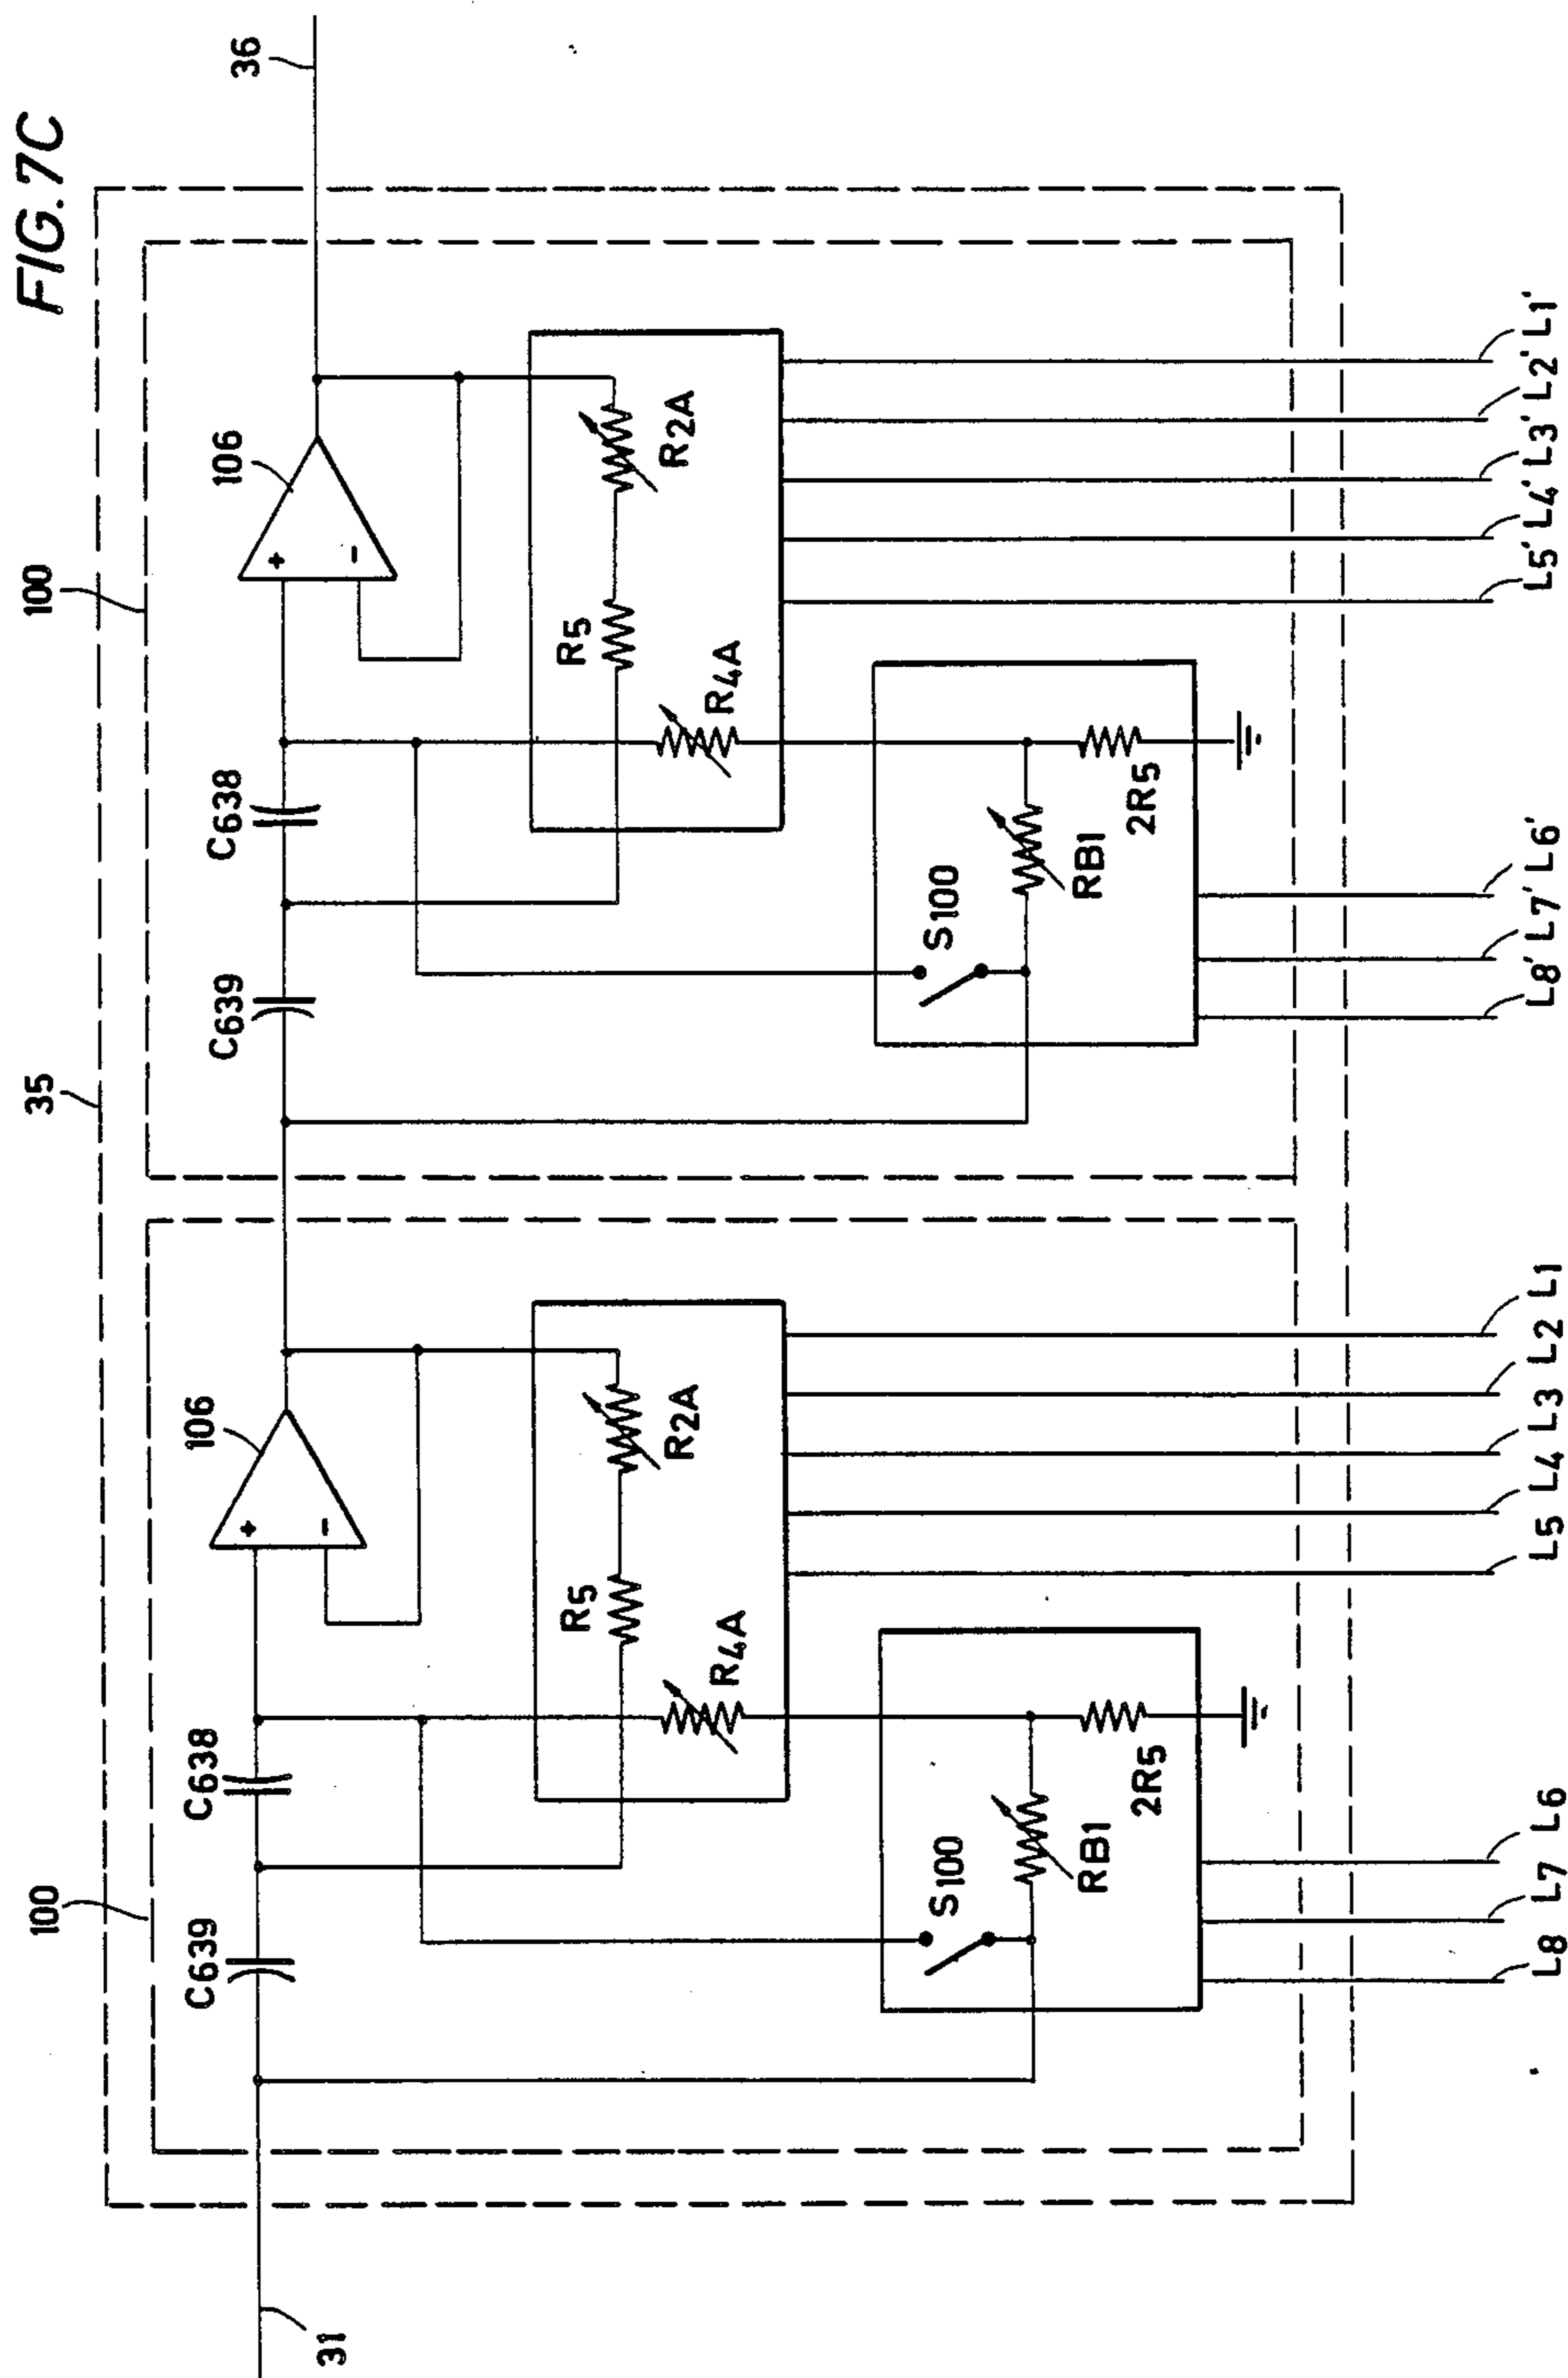 FIG. 7C
35
100
100
31
36
C639
C638
106
+
-
R5
R2A
R4A
S100
RB1
2R5
L8
L7
L6
L5
L4
L3
L2
L1
C639
C638
106
+
-
R5
R2A
R4A
S100
RB1
2R5
L8'
L7'
L6'
L5'
L4'
L3'
L2'
L1'